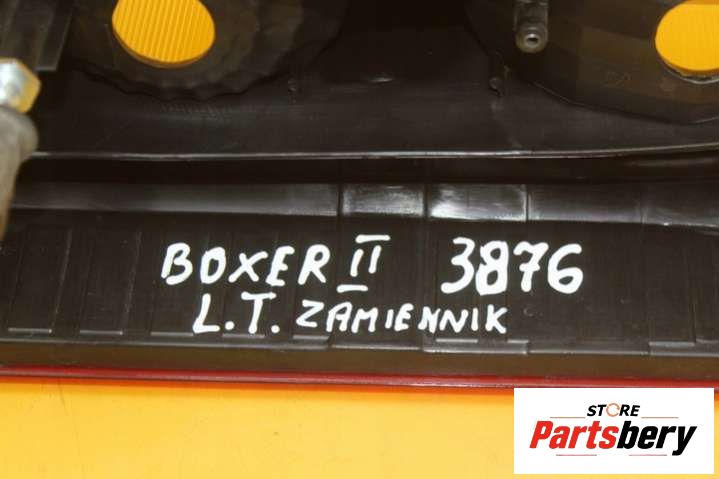 BOXER II 3876
L.T. ZAMIENNIK
STORE
Partsbery